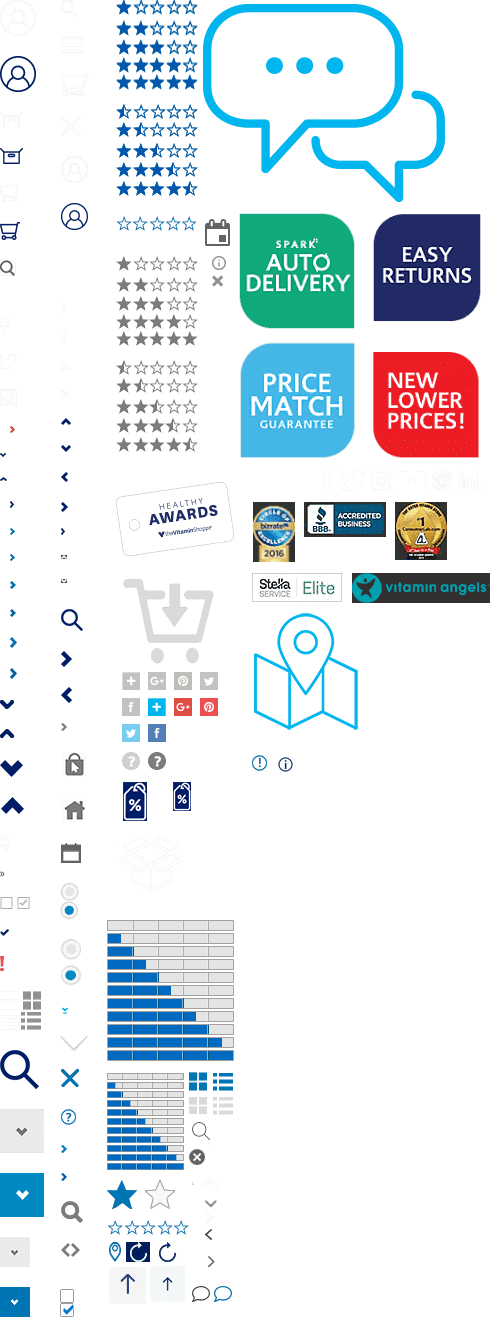 SPARK
AUTO
DELIVERY
EASY
RETURNS
PRICE
MATCH
GUARANTEE
NEW
LOWER
PRICES!
HEALTHY
AWARDS
theVitaminShoppe
CIRCLE OF
bizrate
EXCELLENCE
2016
BBB
ACCREDITED
BUSINESS
#1
ConsumerLab.com
Stella
SERVICE
Elite
vitamin angels
G+
f
G+
f
?
?
%
%
!
i
i
$
»
!
?